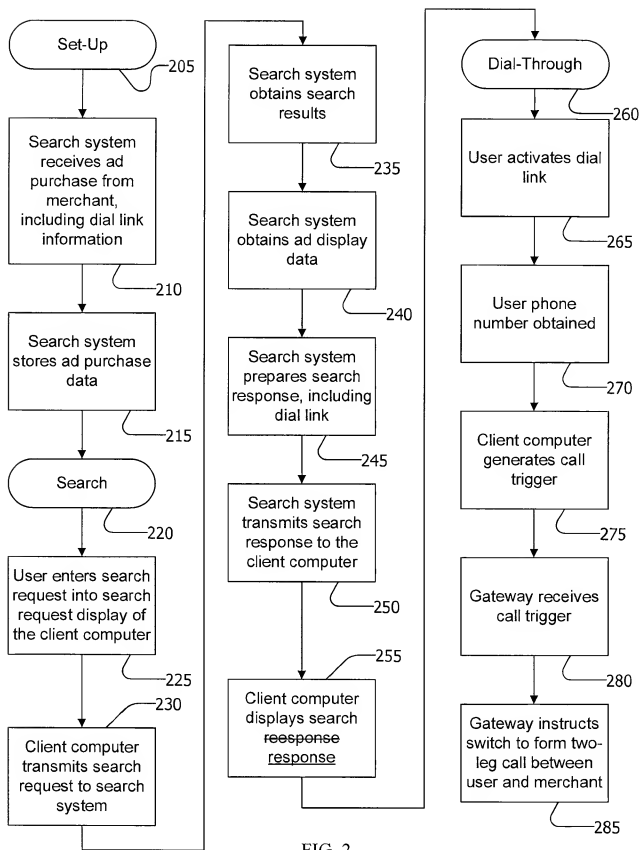 Set-Up
205
Search system
receives ad
purchase from
merchant,
including dial link
information
210
Search system
stores ad purchase
data
215
Search
220
User enters search
request into search
request display of
the client computer
225
230
Client computer
transmits search
request to search
system
Search system
obtains search
results
235
Search system
obtains ad display
data
240
Search system
prepares search
response, including
dial link
245
Search system
transmits search
response to the
client computer
250
255
Client computer
displays search
reesponse
response
Dial-Through
260
User activates dial
link
265
User phone
number obtained
270
Client computer
generates call
trigger
275
Gateway receives
call trigger
280
Gateway instructs
switch to form two-
leg call between
user and merchant
285
FIG. 2